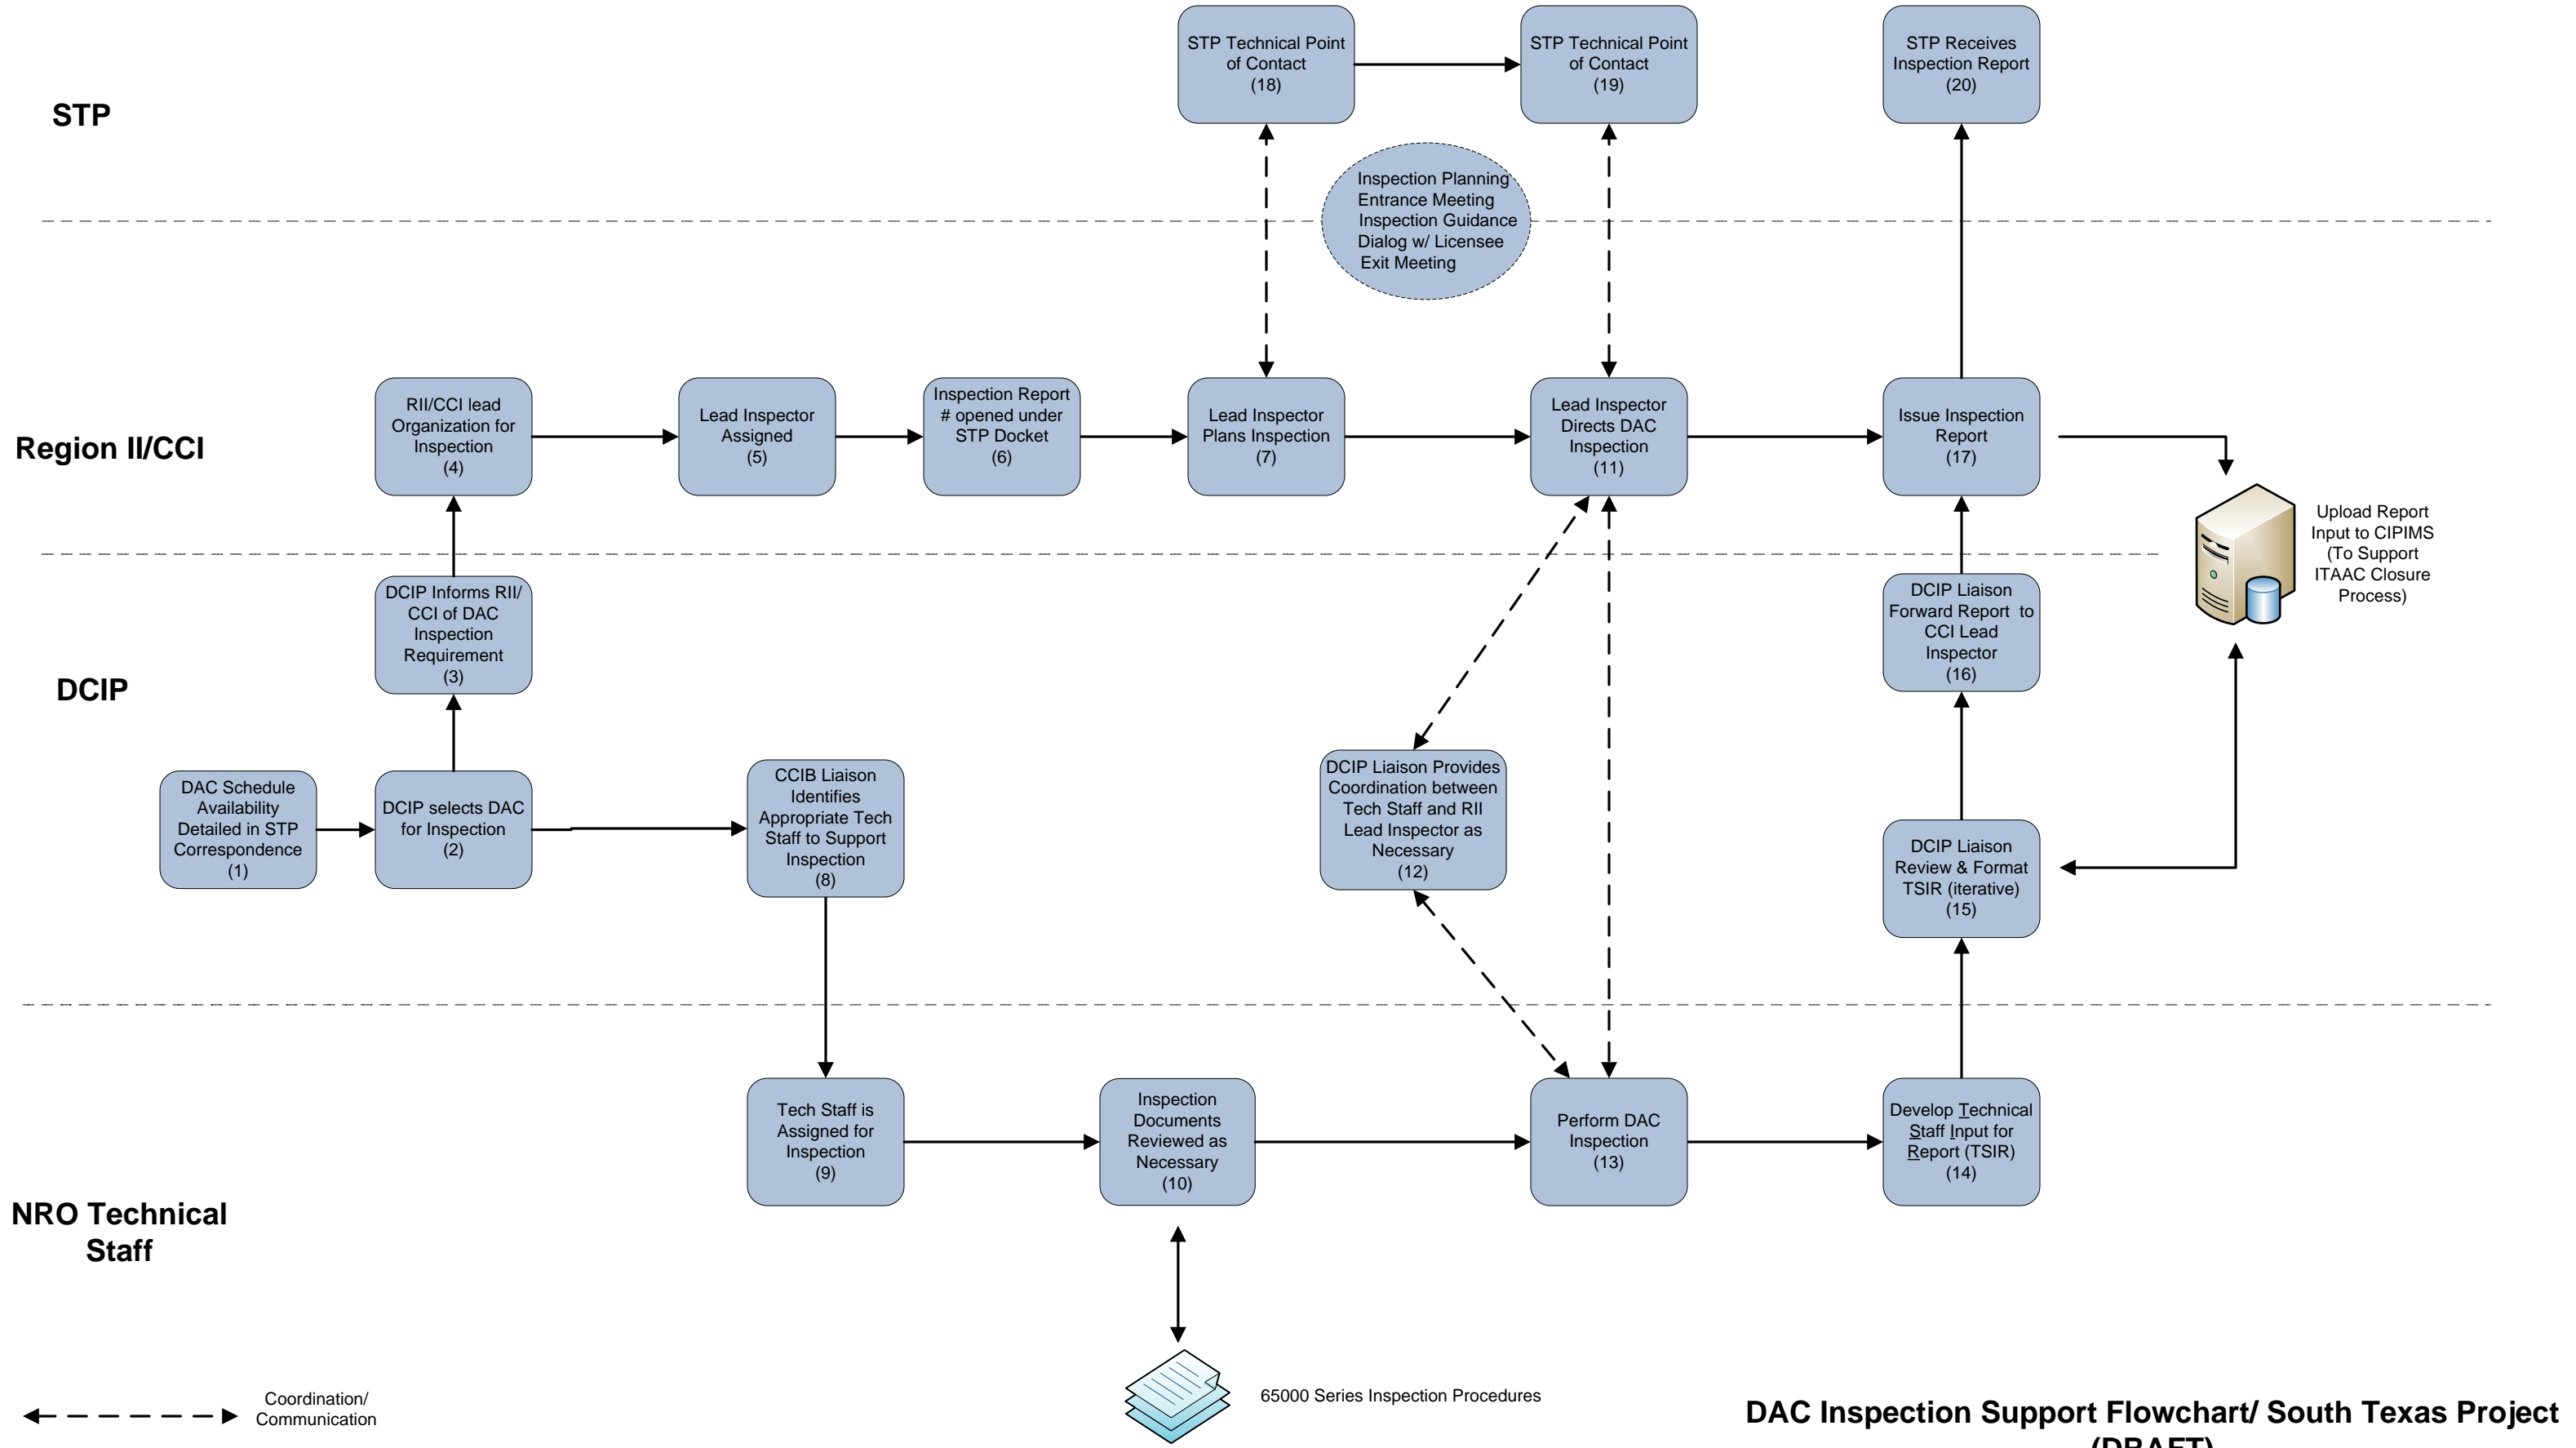 STP Technical Point
of Contact
(18)
STP Technical Point
of Contact
(19)
STP Receives
Inspection Report
(20)
STP
Inspection Planning
Entrance Meeting
Inspection Guidance
Dialog w/ Licensee
Exit Meeting
Region II/CCI
RII/CCI lead
Organization for
Inspection
(4)
Lead Inspector
Assigned
(5)
Inspection Report
# opened under
STP Docket
(6)
Lead Inspector
Plans Inspection
(7)
Lead Inspector
Directs DAC
Inspection
(11)
Issue Inspection
Report
(17)
Upload Report
Input to CIPIMS
(To Support
ITAAC Closure
Process)
DCIP
DCIP Informs RII/
CCI of DAC
Inspection
Requirement
(3)
DCIP Liaison
Forward Report to
CCI Lead
Inspector
(16)
DAC Schedule
Availability
Detailed in STP
Correspondence
(1)
DCIP selects DAC
for Inspection
(2)
CCIB Liaison
Identifies
Appropriate Tech
Staff to Support
Inspection
(8)
DCIP Liaison Provides
Coordination between
Tech Staff and RII
Lead Inspector as
Necessary
(12)
DCIP Liaison
Review & Format
TSIR (iterative)
(15)
NRO Technical
Staff
Tech Staff is
Assigned for
Inspection
(9)
Inspection
Documents
Reviewed as
Necessary
(10)
Perform DAC
Inspection
(13)
Develop Technical
Staff Input for
Report (TSIR)
(14)
Coordination/
Communication
65000 Series Inspection Procedures
DAC Inspection Support Flowchart/ South Texas Project
(DRAFT)